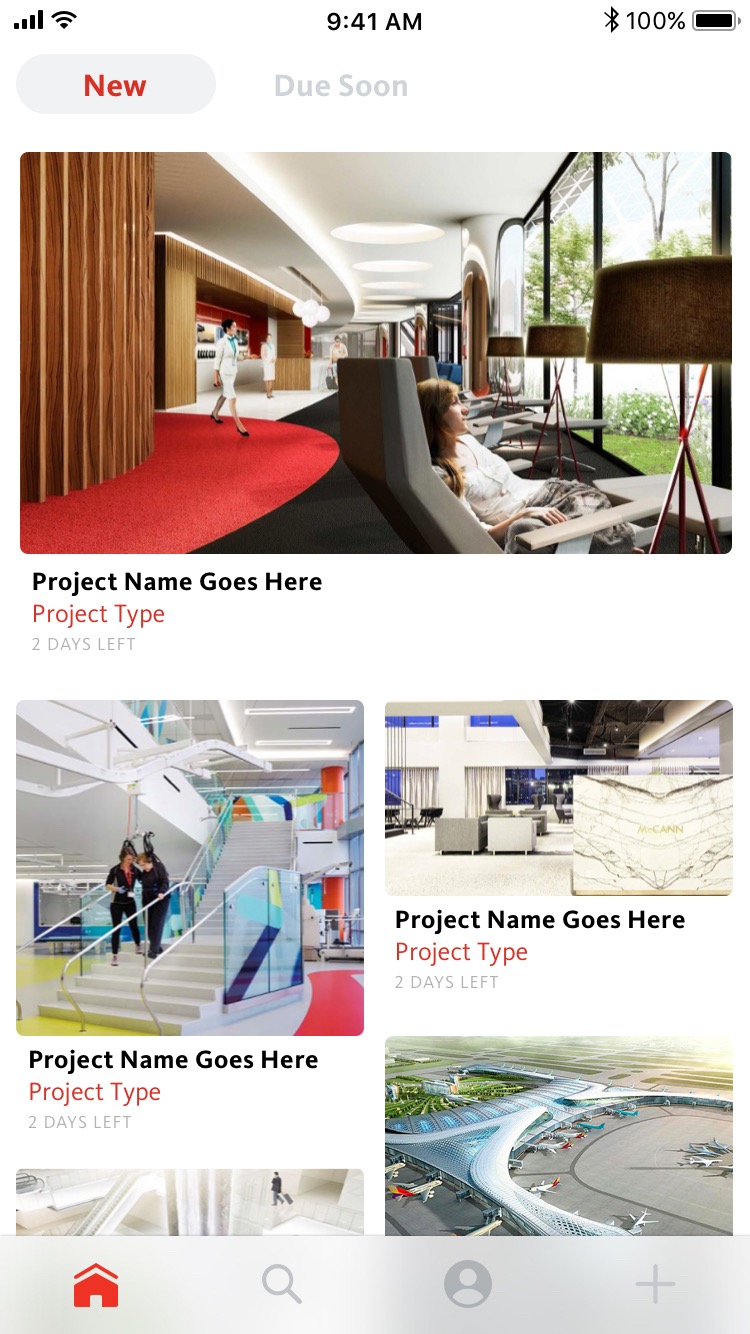 9:41 AM
100%
New
Due Soon
Project Name Goes Here
Project Type
2 DAYS LEFT
McCANN
Project Name Goes Here
Project Type
2 DAYS LEFT
Project Name Goes Here
Project Type
2 DAYS LEFT